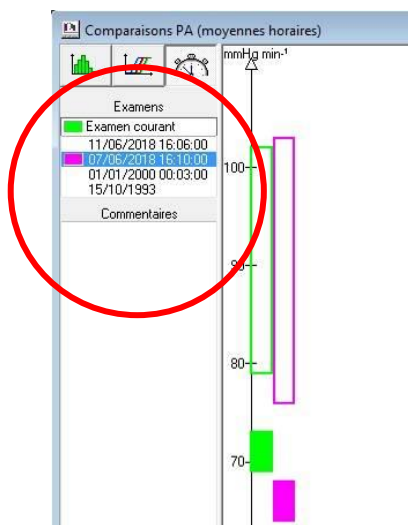 Comparaisons PA (moyennes horaires)
mmHg min-¹
Examens
Examen courant
11/06/2018 16:06:00
07/06/2018 16:10:00
01/01/2000 00:03:00
15/10/1993
Commentaires
100
90
80
70